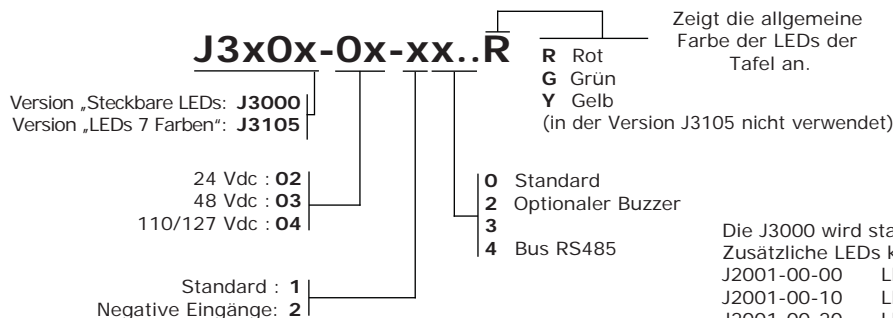 J3x0x-0x-xx..R
Zeigt die allgemeine
Farbe der LEDs der
Tafel an.
R Rot
G Grün
Y Gelb
(in der Version J3105 nicht verwendet)
Version „Steckbare LEDs: J3000
Version „LEDs 7 Farben“: J3105
24 Vdc : 02
48 Vdc : 03
110/127 Vdc : 04
0 Standard
2 Optionaler Buzzer
3
4 Bus RS485
Standard : 1
Negative Eingänge: 2
Die J3000 wird
Zusätzliche LEDs
J2001-00-00
J2001-00-10
J2001-00-20